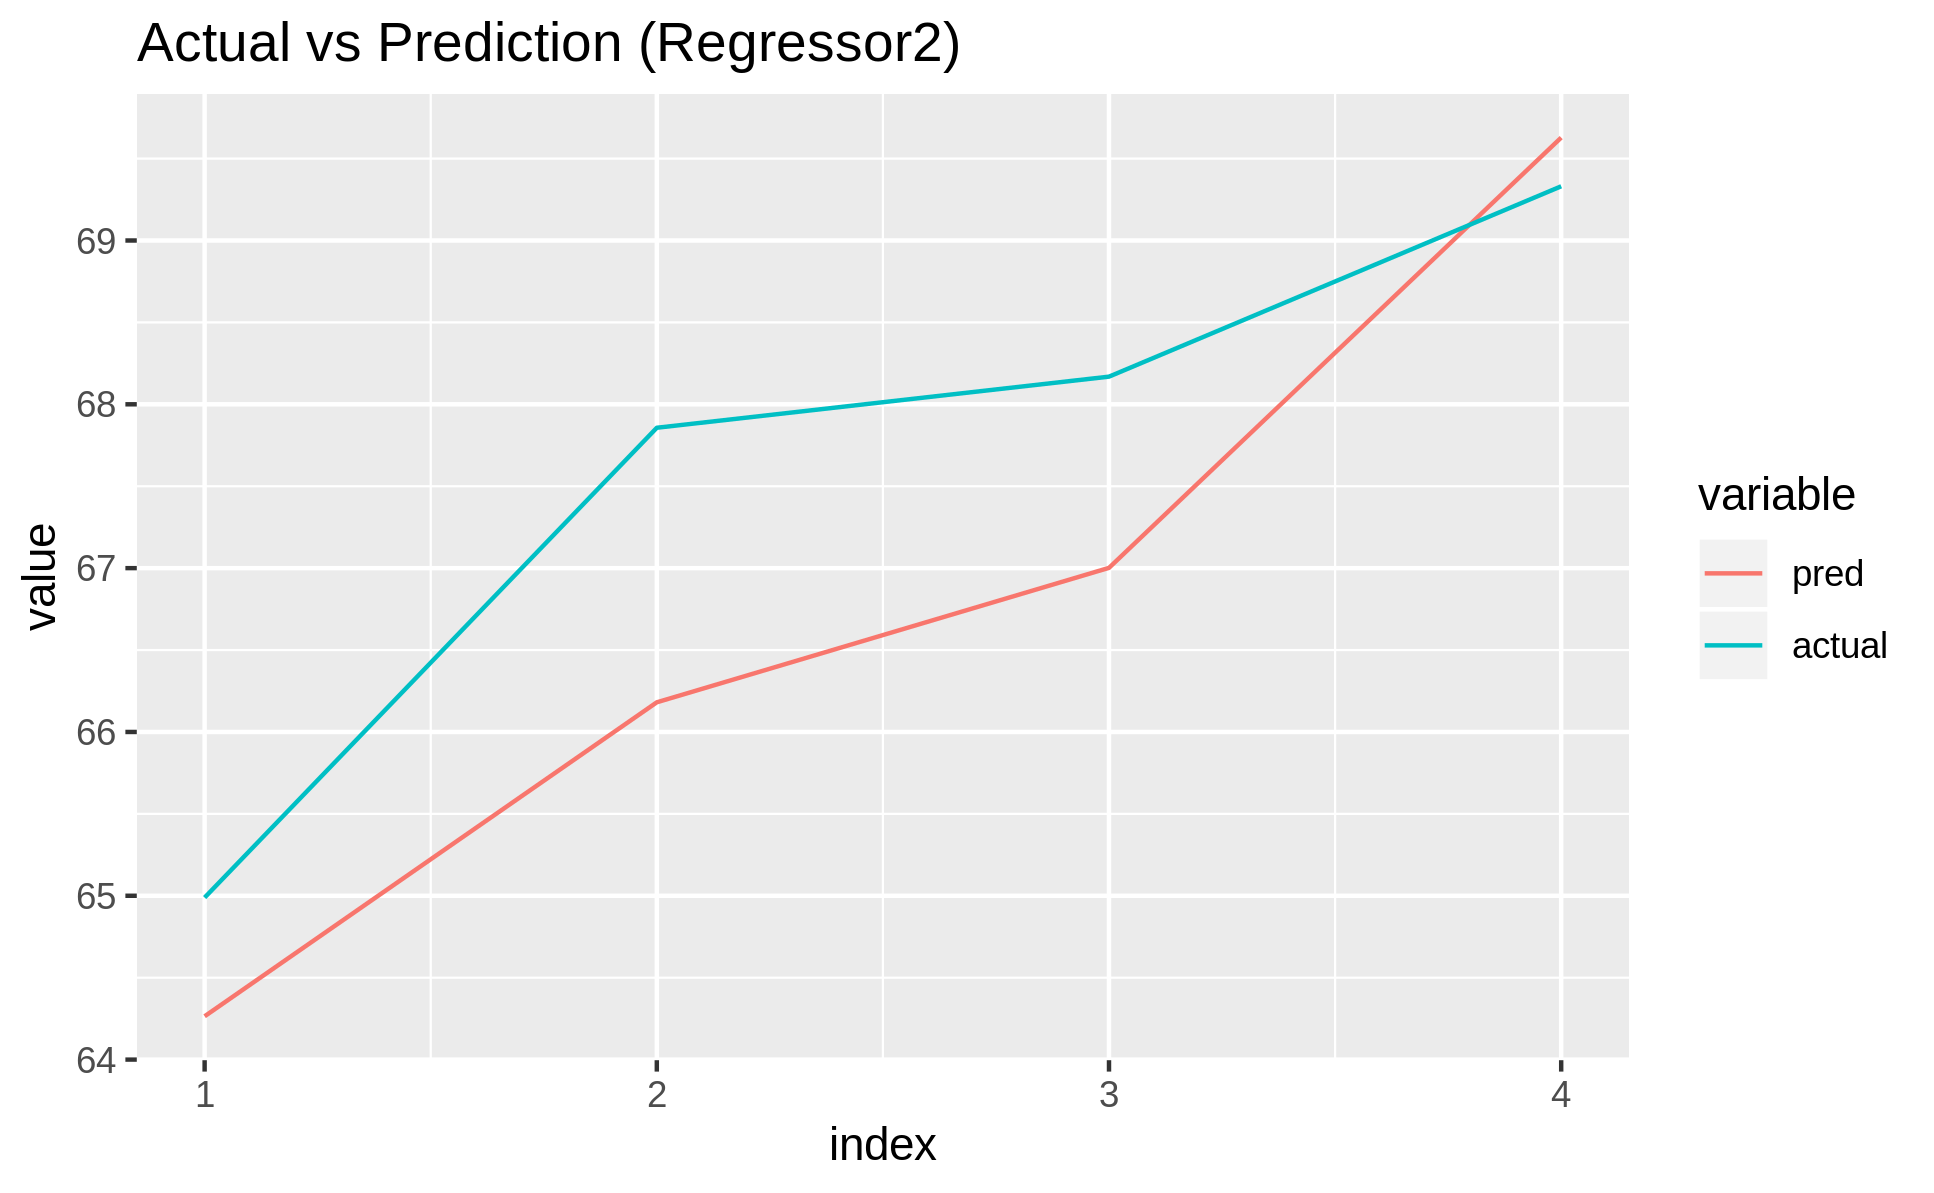 Actual vs Prediction (Regressor2)
value
69
68
67
66
65
64
1 2 3 4
index
variable
pred
actual